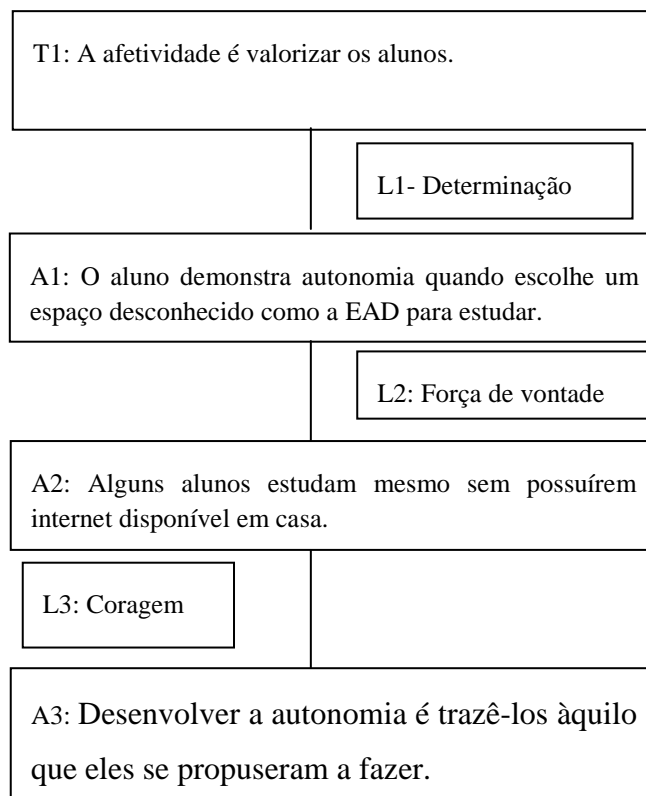 T1: A afetividade é valorizar os alunos.
L1- Determinação
A1: O aluno demonstra autonomia quando escolhe um
espaço desconhecido como a EAD para estudar.
L2: Força de vontade
A2: Alguns alunos estudam mesmo sem possuírem
internet disponível em casa.
L3: Coragem
A3: Desenvolver a autonomia é trazê-los àquilo
que eles se propuseram a fazer.